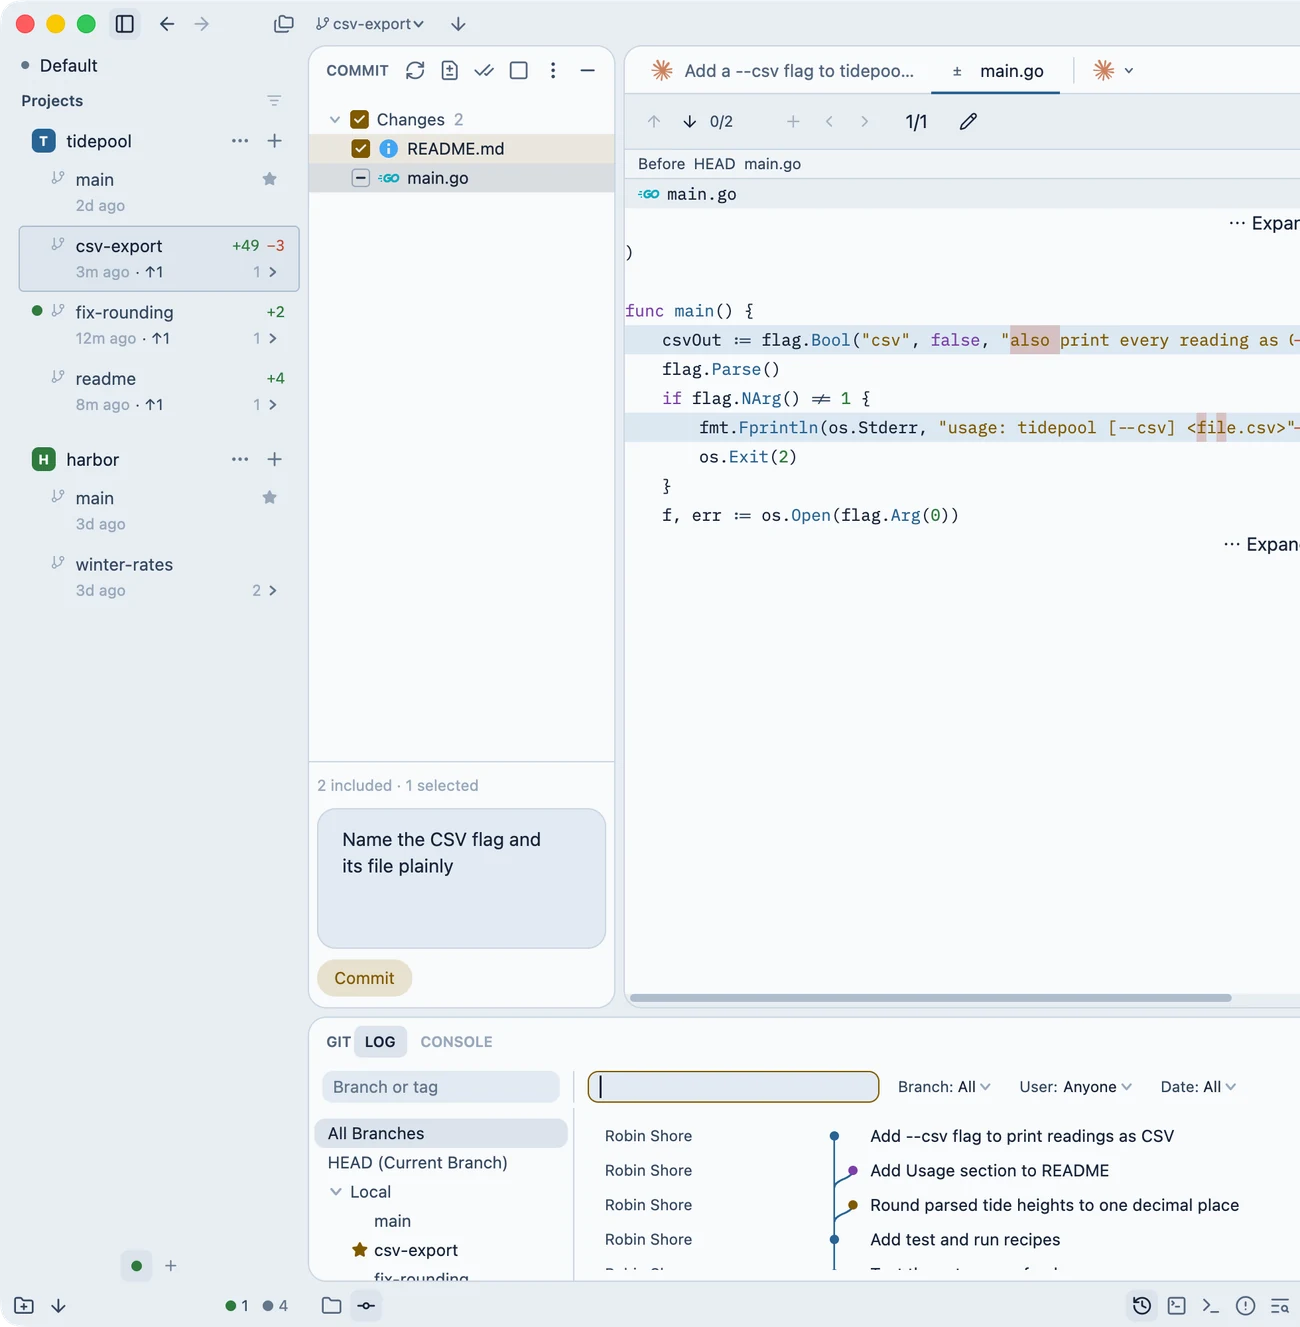 csv-export
Default
Projects
T tidepool
main
2d ago
csv-export +49 −3
3m ago · ↑1 1
fix-rounding +2
12m ago · ↑1 1
readme +4
8m ago · ↑1 1
H harbor
main
3d ago
winter-rates
3d ago 2
1 4
COMMIT
Changes 2
README.md
GO main.go
2 included · 1 selected
Name the CSV flag and
its file plainly
Commit
Add a --csv flag to tidepoo... ± main.go
0/2 1/1
Before HEAD main.go
GO main.go
··· Expan
)
func main() {
csvOut := flag.Bool("csv", false, "also print every reading as
flag.Parse()
if flag.NArg() != 1 {
fmt.Fprintln(os.Stderr, "usage: tidepool [--csv] <file.csv>"
os.Exit(2)
}
f, err := os.Open(flag.Arg(0))
··· Expan
GIT LOG CONSOLE
Branch or tag
All Branches
HEAD (Current Branch)
Local
main
csv-export
fix-rounding
Branch: All User: Anyone Date: All
Robin Shore Add --csv flag to print readings as CSV
Robin Shore Add Usage section to README
Robin Shore Round parsed tide heights to one decimal place
Robin Shore Add test and run recipes